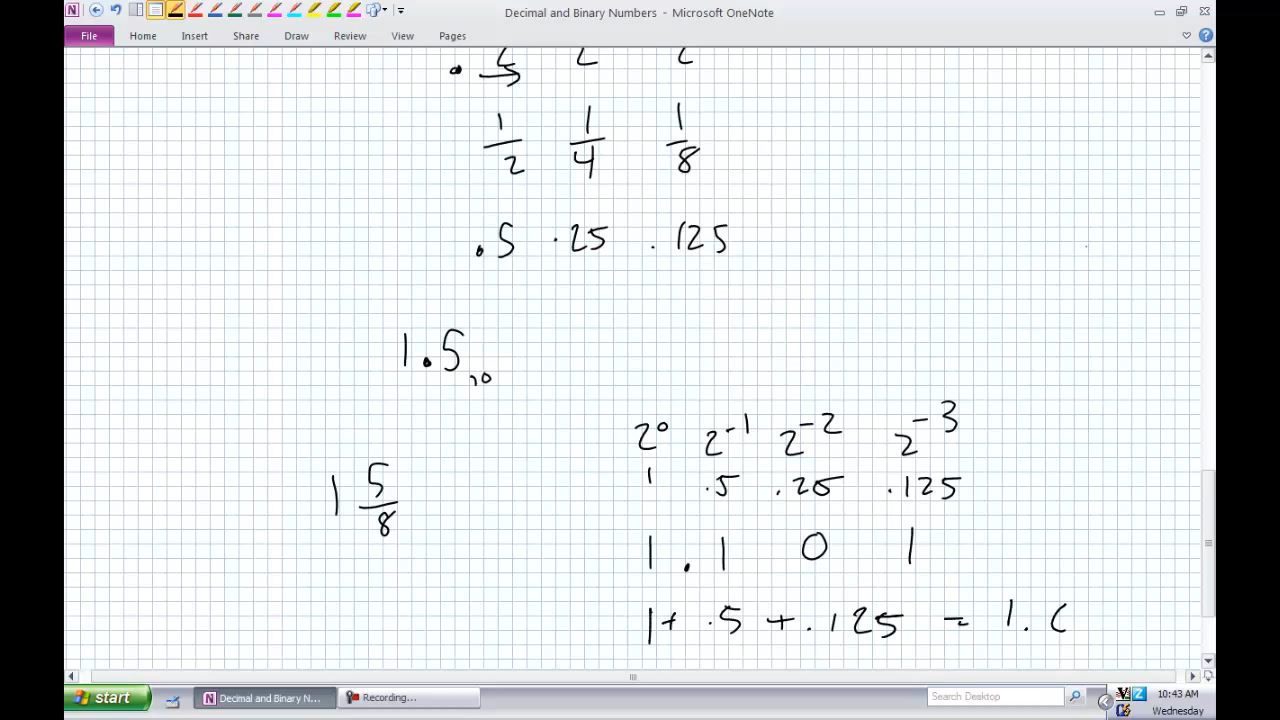 Decimal and Binary Numbers - Microsoft OneNote
File Home Insert Share Draw Review View Pages
1/2 1/4 1/8
.5 .25 .125
1.5₁₀
2⁰ 2⁻¹ 2⁻² 2⁻³
1 .5 .25 .125
1 5/8
1 . 1 0 1
1 + .5 + .125 = 1.
start Decimal and Binary N... Recording... Search Desktop 10:43 AM
Wednesday